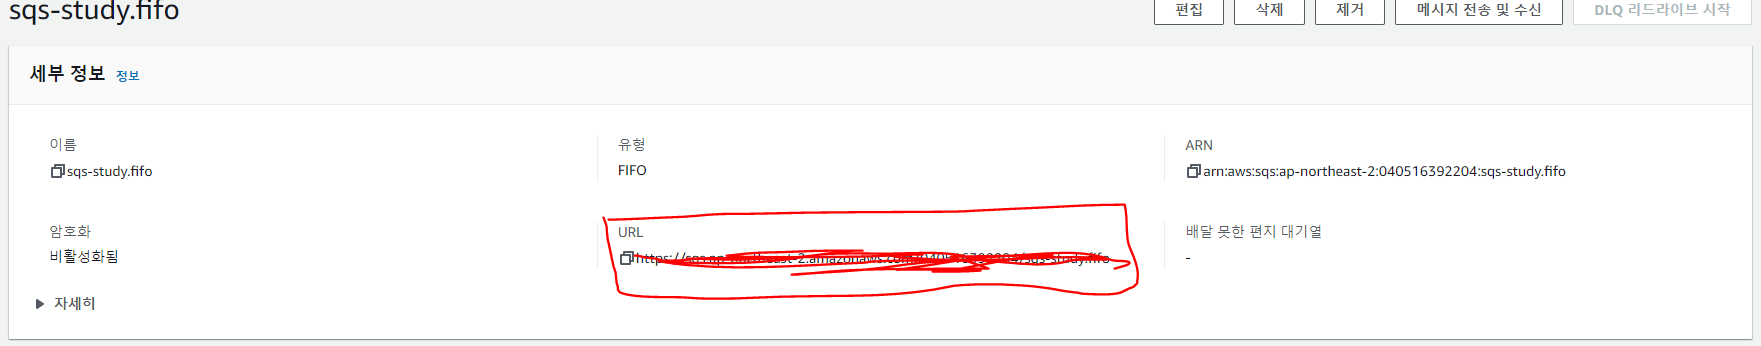 sqs-study.fifo
편집 삭제 제거 메시지 전송 및 수신 DLQ 리드라이브 시작
세부 정보 정보
이름
sqs-study.fifo
유형
FIFO
ARN
arn:aws:sqs:ap-northeast-2:040516392204:sqs-study.fifo
암호화
비활성화됨
URL
배달 못한 편지 대기열
-
자세히